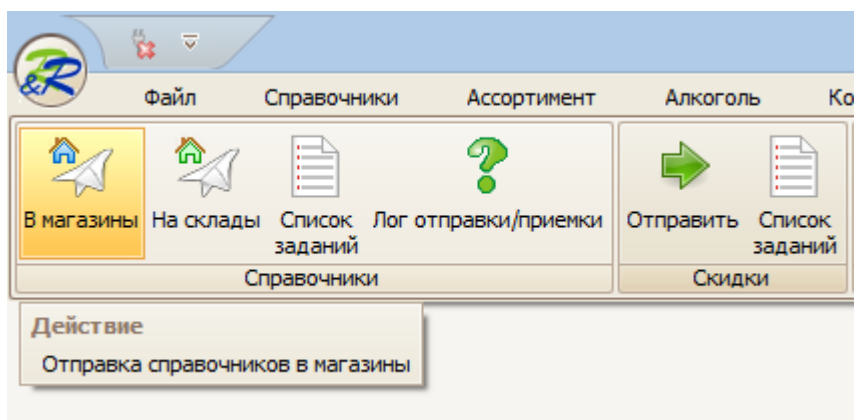 P&R
Файл Справочники Ассортимент Алкоголь Ко
В магазины На склады Список заданий Лог отправки/приемки Отправить Список заданий
Справочники Скидки
Действие
Отправка справочников в магазины